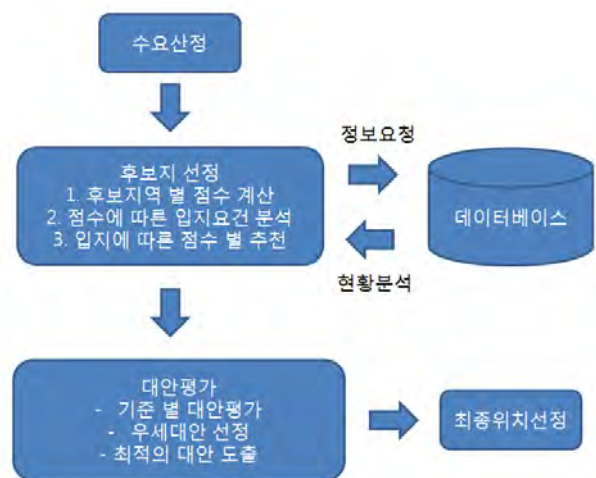 수요산정
후보지 선정
1. 후보지역 별 점수 계산
2. 점수에 따른 입지요건 분석
3. 입지에 따른 점수 별 추천
정보요청
데이터베이스
현황분석
대안평가
- 기준 별 대안평가
- 우세대안 선정
- 최적의 대안 도출
최종위치선정